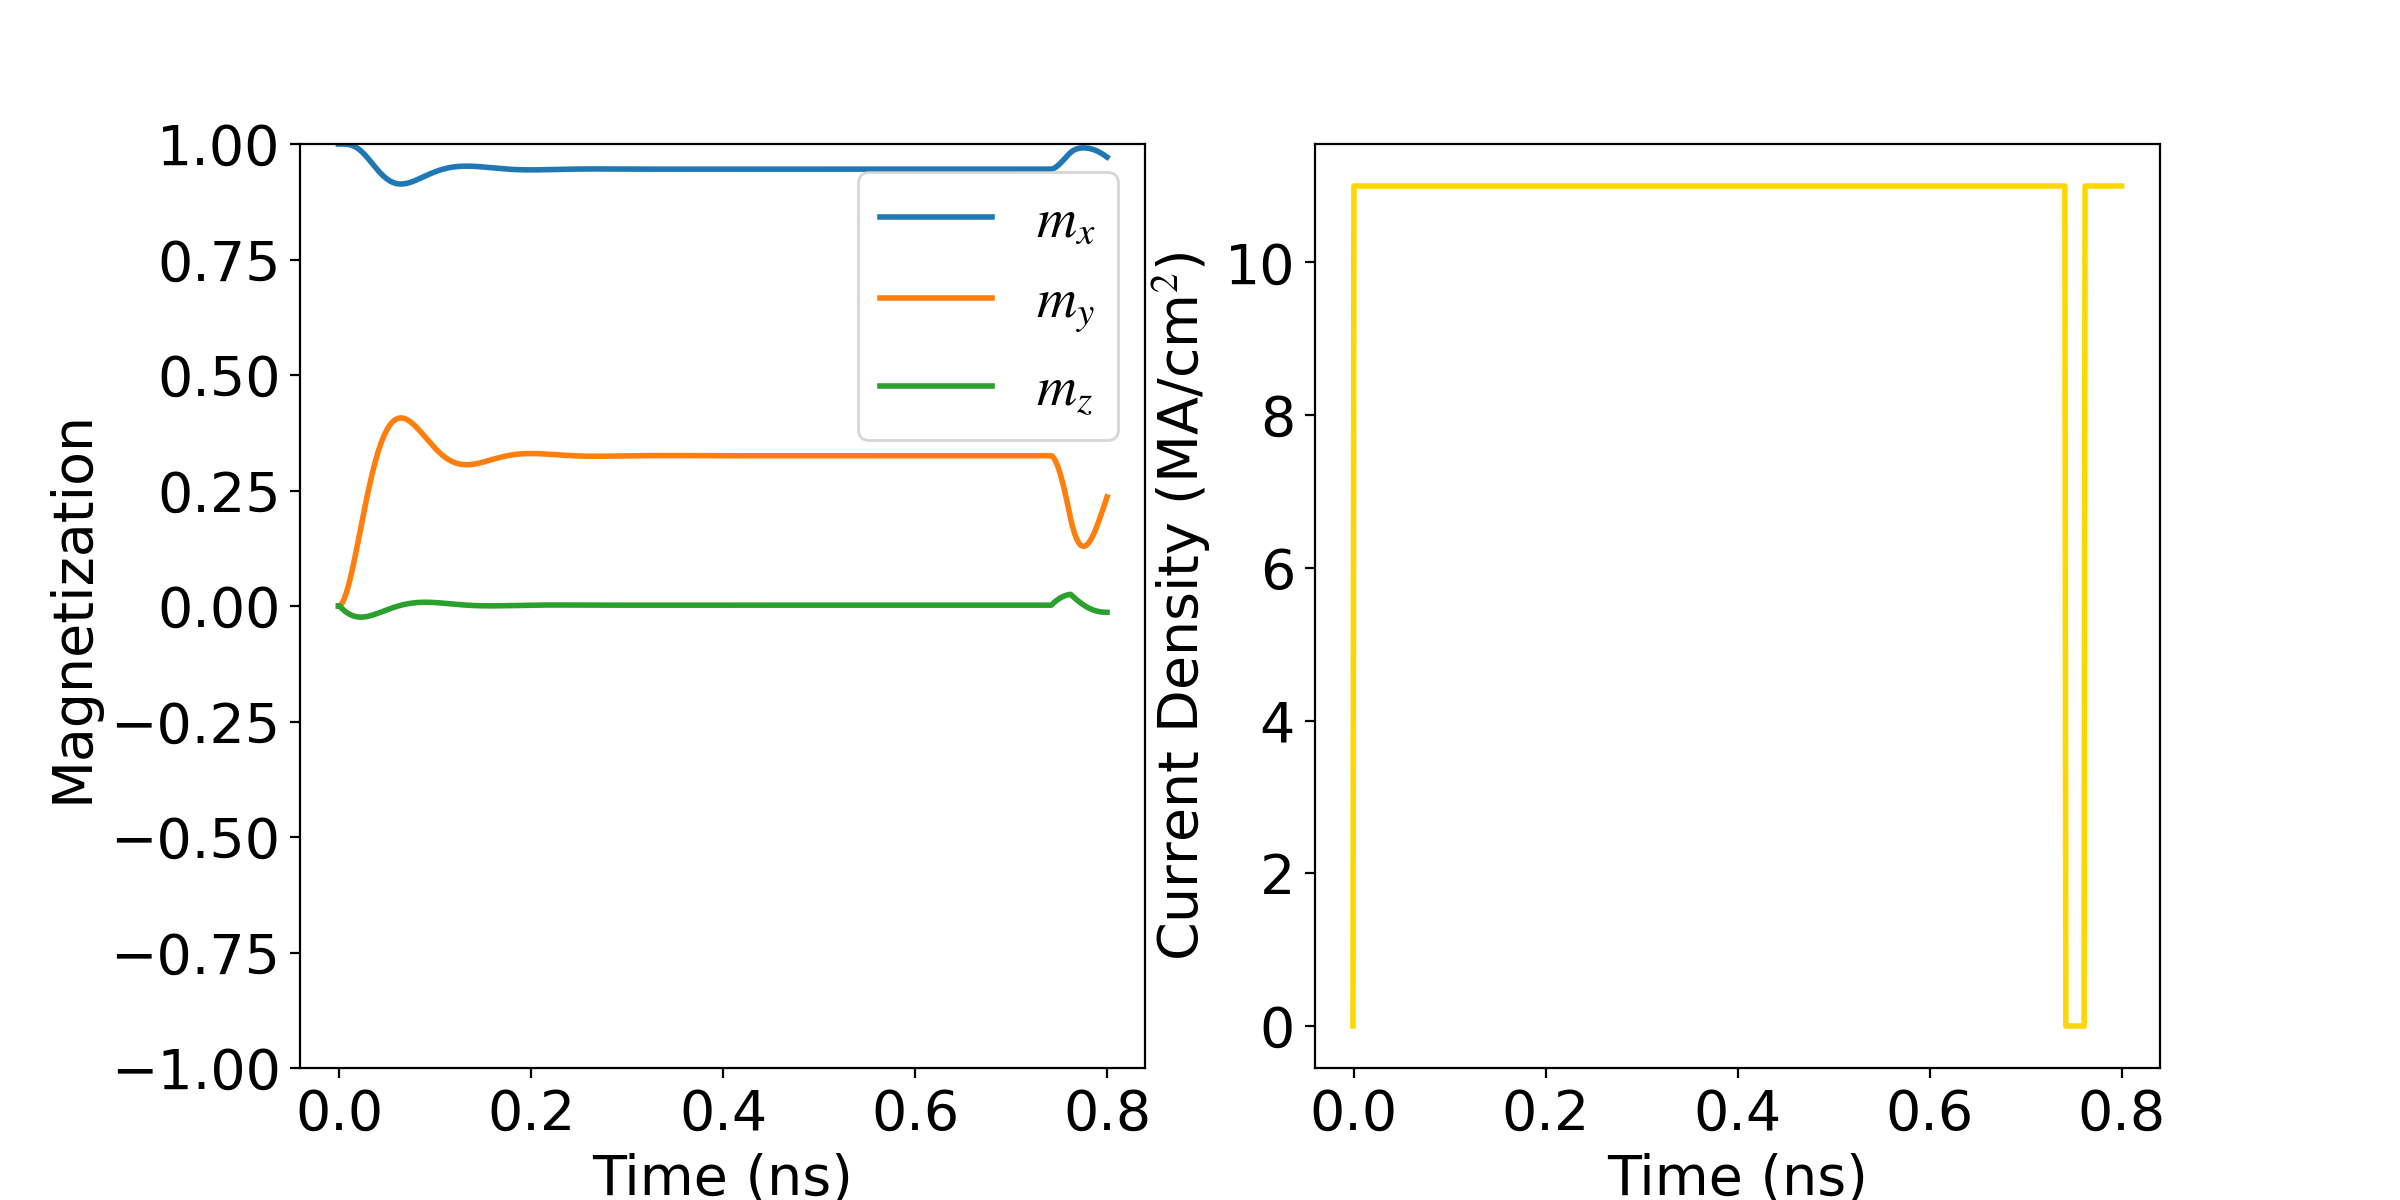 Magnetization
1.00
0.75
0.50
0.25
0.00
−0.25
−0.50
−0.75
−1.00
0.0 0.2 0.4 0.6 0.8
Time (ns)
m_x
m_y
m_z
Current Density (MA/cm²)
10
8
6
4
2
0
0.0 0.2 0.4 0.6 0.8
Time (ns)